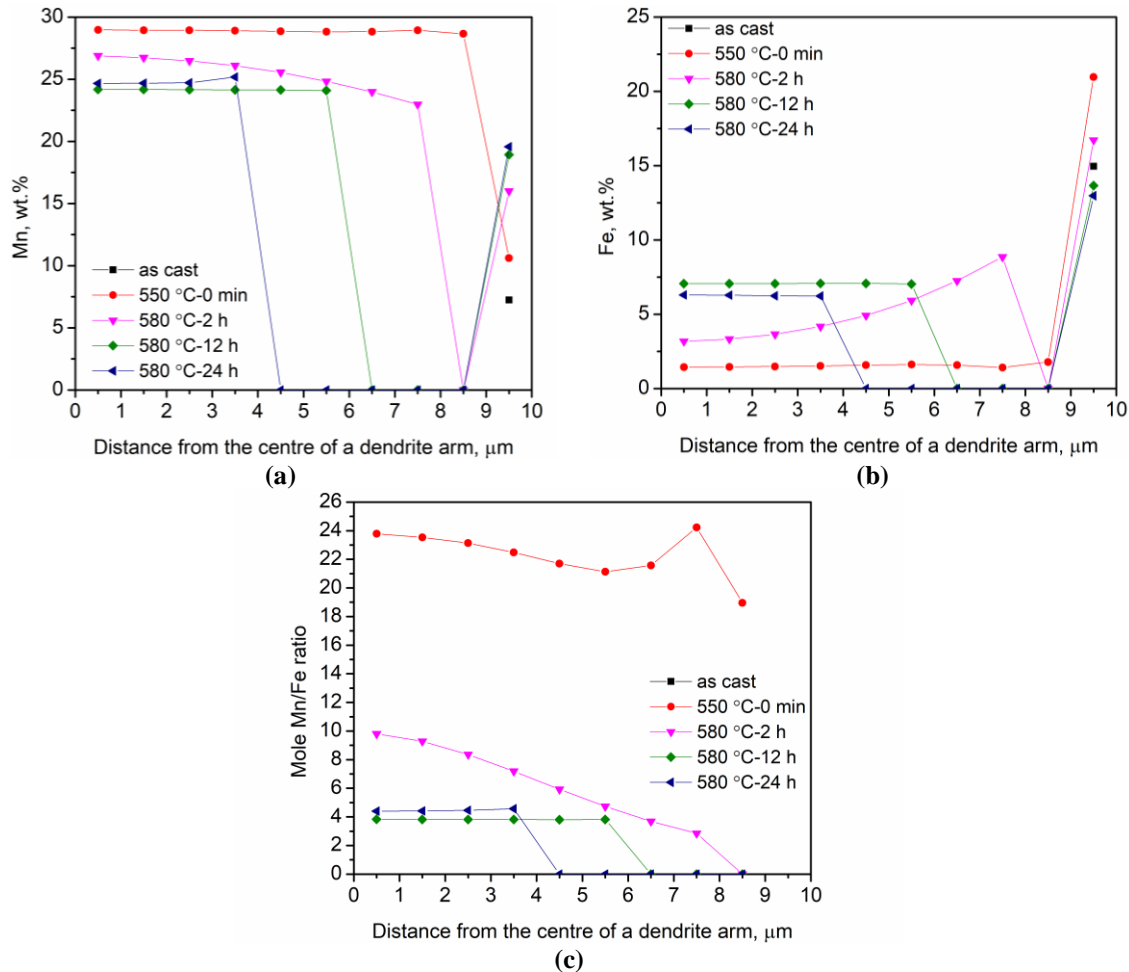 30
25
20
15
10
5
0
Mn, wt.%
as cast
550 °C-0 min
580 °C-2 h
580 °C-12 h
580 °C-24 h
0 1 2 3 4 5 6 7 8 9 10
Distance from the centre of a dendrite arm, µm
(a)
25
20
15
10
5
0
Fe, wt.%
as cast
550 °C-0 min
580 °C-2 h
580 °C-12 h
580 °C-24 h
0 1 2 3 4 5 6 7 8 9 10
Distance from the centre of a dendrite arm, µm
(b)
26
24
22
20
18
16
14
12
10
8
6
4
2
0
Mole Mn/Fe ratio
as cast
550 °C-0 min
580 °C-2 h
580 °C-12 h
580 °C-24 h
0 1 2 3 4 5 6 7 8 9 10
Distance from the centre of a dendrite arm, µm
(c)